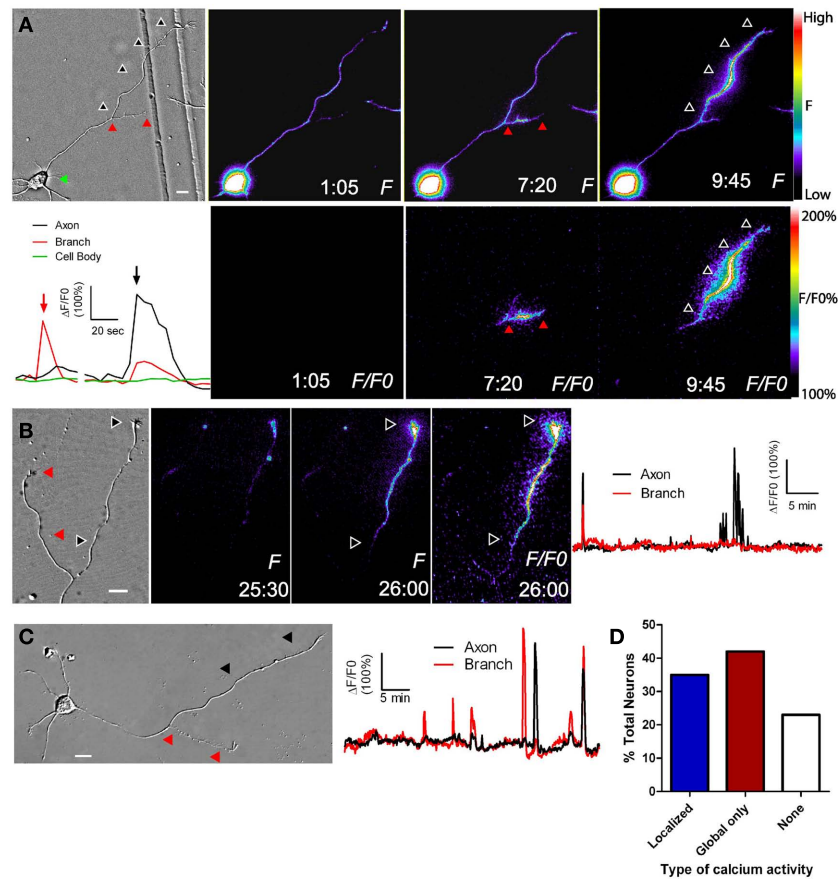 A
1:05 F
7:20 F
9:45 F
High
F
Low
Axon
Branch
Cell Body
ΔF/F0
(100%)
20 sec
1:05 F/F0
7:20 F/F0
9:45 F/F0
200%
F/F0%
100%
B
F
25:30
F
26:00
F/F0
26:00
Axon
Branch
ΔF/F0 (100%)
5 min
C
ΔF/F0
(100%)
5 min
Axon
Branch
D
% Total Neurons
50
40
30
20
10
0
Localized
Global only
None
Type of calcium activity